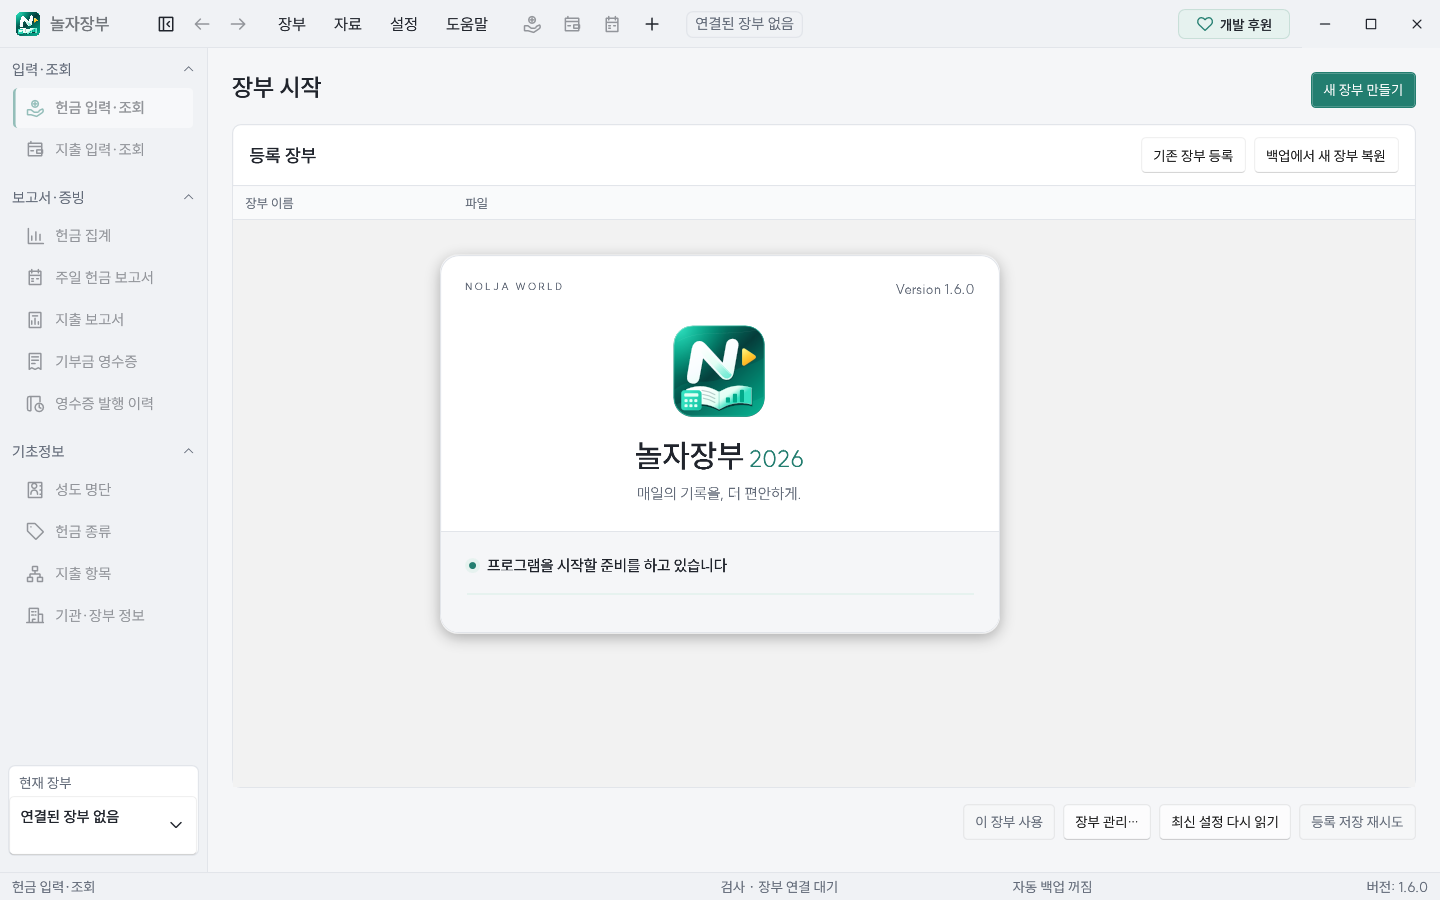 놀자장부
장부
자료
설정
도움말
연결된 장부 없음
개발 후원
입력·조회
헌금 입력·조회
지출 입력·조회
보고서·증빙
헌금 집계
주일 헌금 보고서
지출 보고서
기부금 영수증
영수증 발행 이력
기초정보
성도 명단
헌금 종류
지출 항목
기관·장부 정보
현재 장부
연결된 장부 없음
장부 시작
새 장부 만들기
등록 장부
기존 장부 등록
백업에서 새 장부 복원
장부 이름
파일
NOLJA WORLD
Version 1.6.0
놀자장부 2026
매일의 기록을, 더 편안하게.
프로그램을 시작할 준비를 하고 있습니다
이 장부 사용
장부 관리…
최신 설정 다시 읽기
등록 저장 재시도
헌금 입력·조회
검사 · 장부 연결 대기
자동 백업 꺼짐
버전: 1.6.0